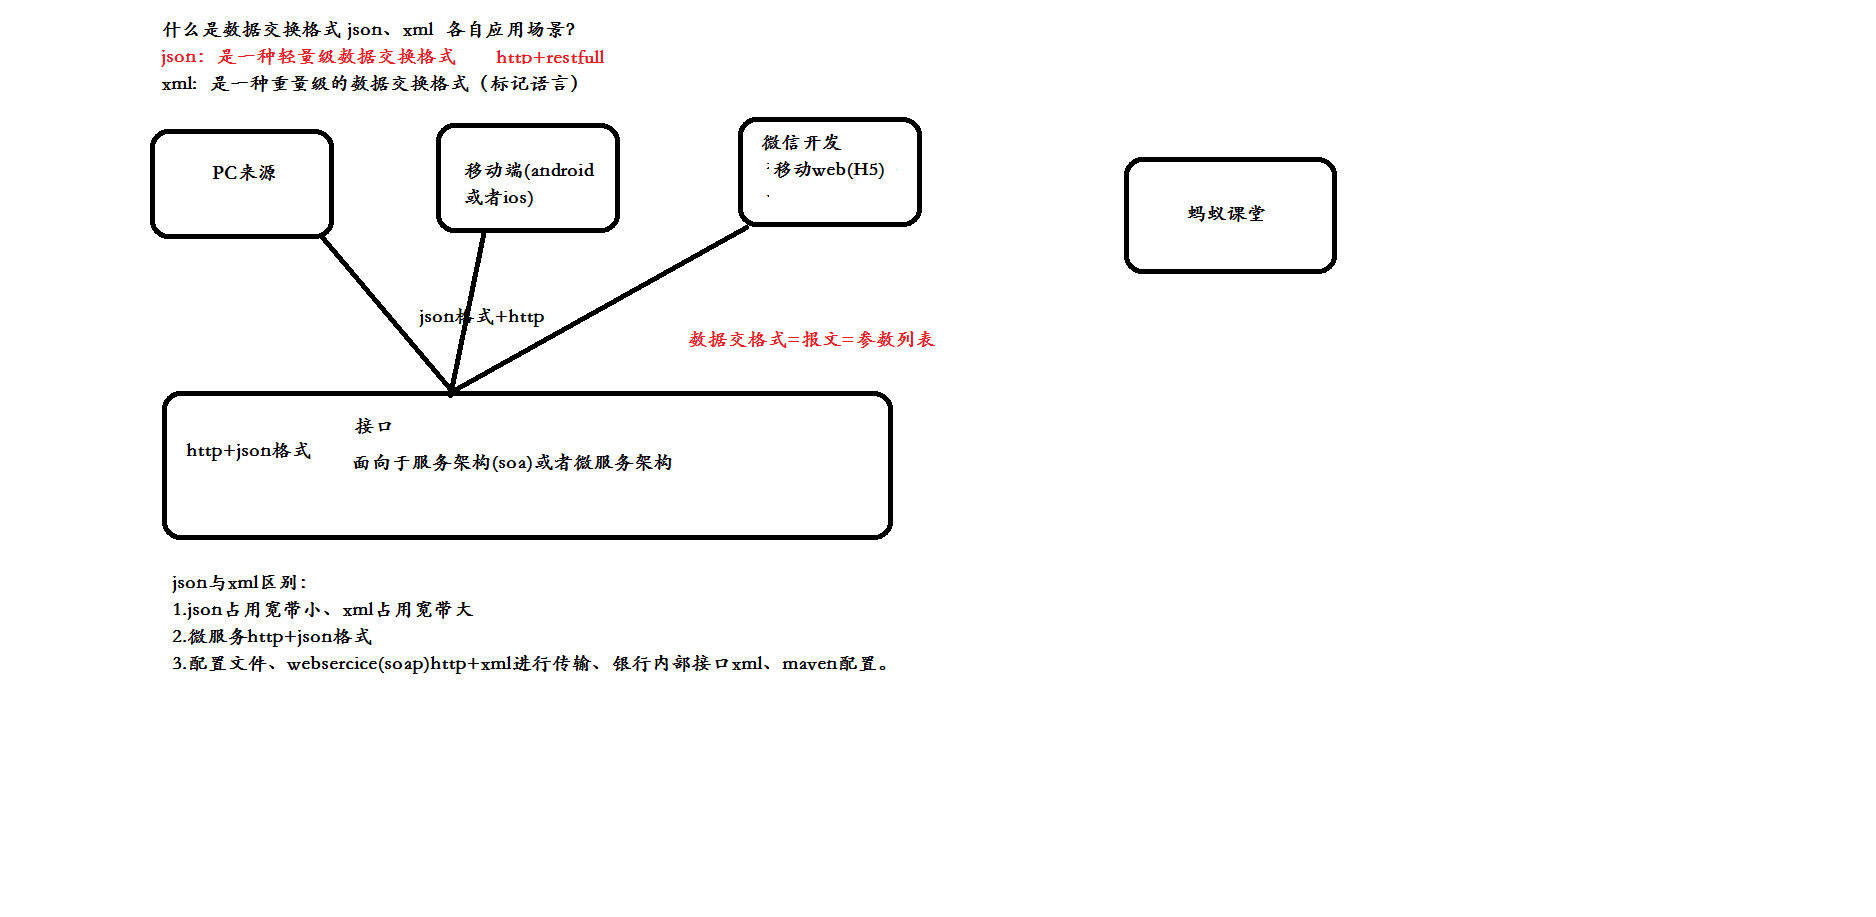 什么是数据交换格式 json、xml 各自应用场景?
json：是一种轻量级数据交换格式 http+restfull
xml: 是一种重量级的数据交换格式（标记语言）
PC来源
移动端(android
或者ios)
微信开发
移动web(H5)
蚂蚁课堂
json格式+http
数据交格式=报文=参数列表
接口
http+json格式
面向于服务架构(soa)或者微服务架构
json与xml区别：
1.json占用宽带小、xml占用宽带大
2.微服务http+json格式
3.配置文件、websercice(soap)http+xml进行传输、银行内部接口xml、maven配置。